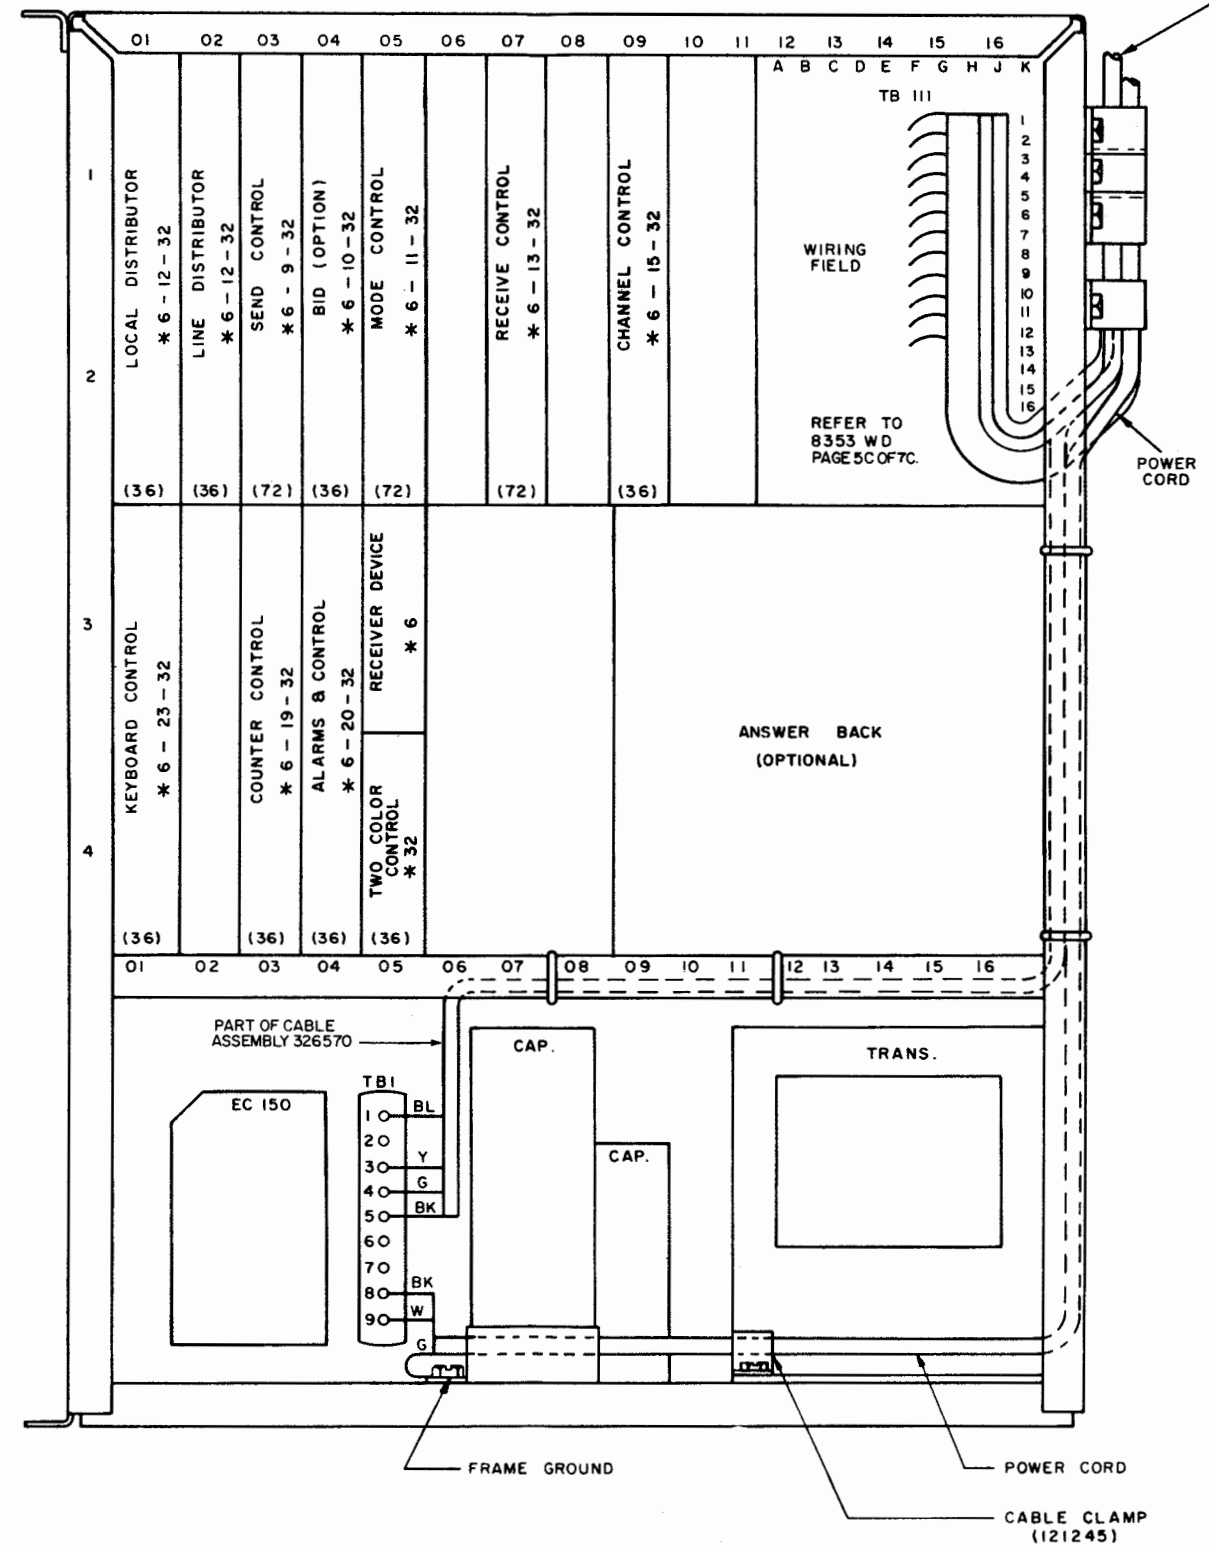 01 02 03 04 05 06 07 08 09 10 11 12 13 14 15 16
A B C D E F G H J K
TB 111
1
2
3
4
5
6
7
8
9
10
11
12
13
14
15
16
1
2
LOCAL DISTRIBUTOR
* 6 - 12 - 32
(36)
LINE DISTRIBUTOR
* 6 - 12 - 32
(36)
SEND CONTROL
* 6 - 9 - 32
(72)
BID (OPTION)
* 6 - 10 - 32
(36)
MODE CONTROL
* 6 - 11 - 32
(72)
RECEIVE CONTROL
* 6 - 13 - 32
(72)
CHANNEL CONTROL
* 6 - 15 - 32
(36)
WIRING
FIELD
REFER TO
8353 WD
PAGE 5C OF 7C.
POWER
CORD
3
4
KEYBOARD CONTROL
* 6 - 23 - 32
(36)
COUNTER CONTROL
* 6 - 19 - 32
(36)
ALARMS & CONTROL
* 6 - 20 - 32
(36)
RECEIVER DEVICE
* 6
TWO COLOR
CONTROL
* 32
(36)
ANSWER BACK
(OPTIONAL)
01 02 03 04 05 06 07 08 09 10 11 12 13 14 15 16
PART OF CABLE
ASSEMBLY 326570
EC 150
TB1
1 BL
2
3 Y
4 G
5 BK
6
7
8 BK
9 W
G
CAP.
CAP.
TRANS.
FRAME GROUND
POWER CORD
CABLE CLAMP
(121245)